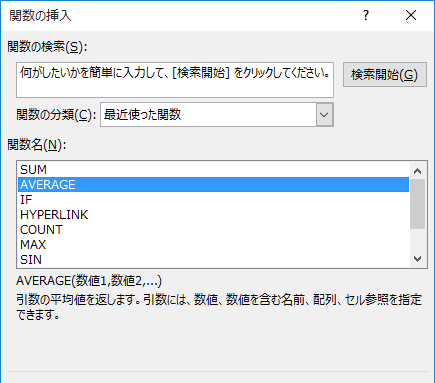 関数の挿入
?
関数の検索(S):
何がしたいかを簡単に入力して、[検索開始] をクリックしてください。
検索開始(G)
関数の分類(C): 最近使った関数
関数名(N):
SUM
AVERAGE
IF
HYPERLINK
COUNT
MAX
SIN
AVERAGE(数値1,数値2,...)
引数の平均値を返します。引数には、数値、数値を含む名前、配列、セル参照を指定
できます。